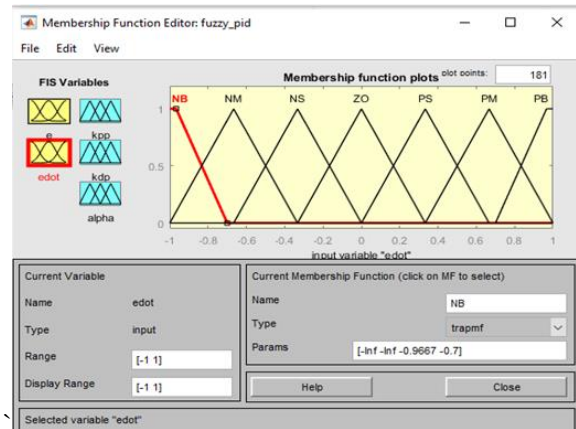 Membership Function Editor: fuzzy_pid
File Edit View
FIS Variables
Membership function plots plot points: 181
e
kpp
edot
kdp
alpha
NB NM NS ZO PS PM PB
1
0.5
0
-1 -0.8 -0.6 -0.4 -0.2 0 0.2 0.4 0.6 0.8 1
input variable "edot"
Current Variable
Name edot
Type input
Range [-1 1]
Display Range [-1 1]
Current Membership Function (click on MF to select)
Name NB
Type trapmf
Params [-Inf -Inf -0.9667 -0.7]
Help Close
Selected variable "edot"
`